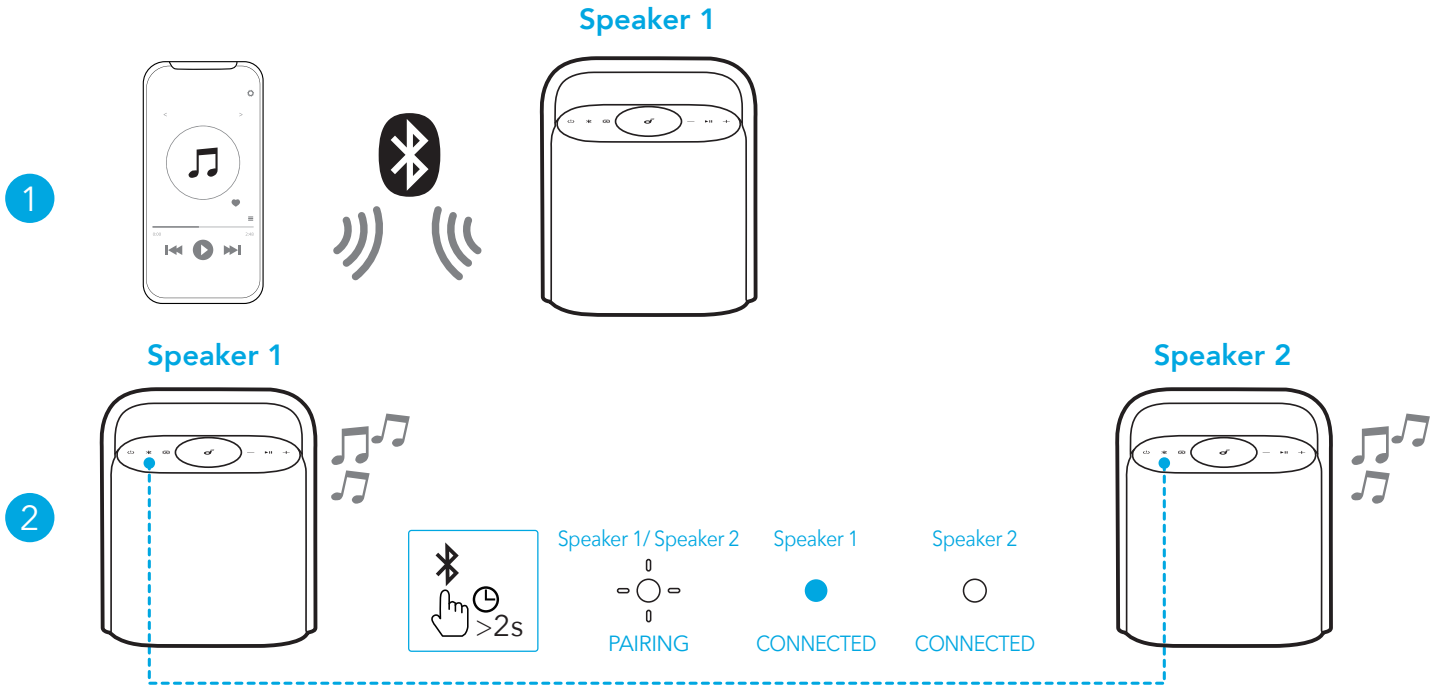 Speaker 1
1
Speaker 1
Speaker 2
2
Speaker 1/ Speaker 2
Speaker 1
Speaker 2
>2s
PAIRING
CONNECTED
CONNECTED